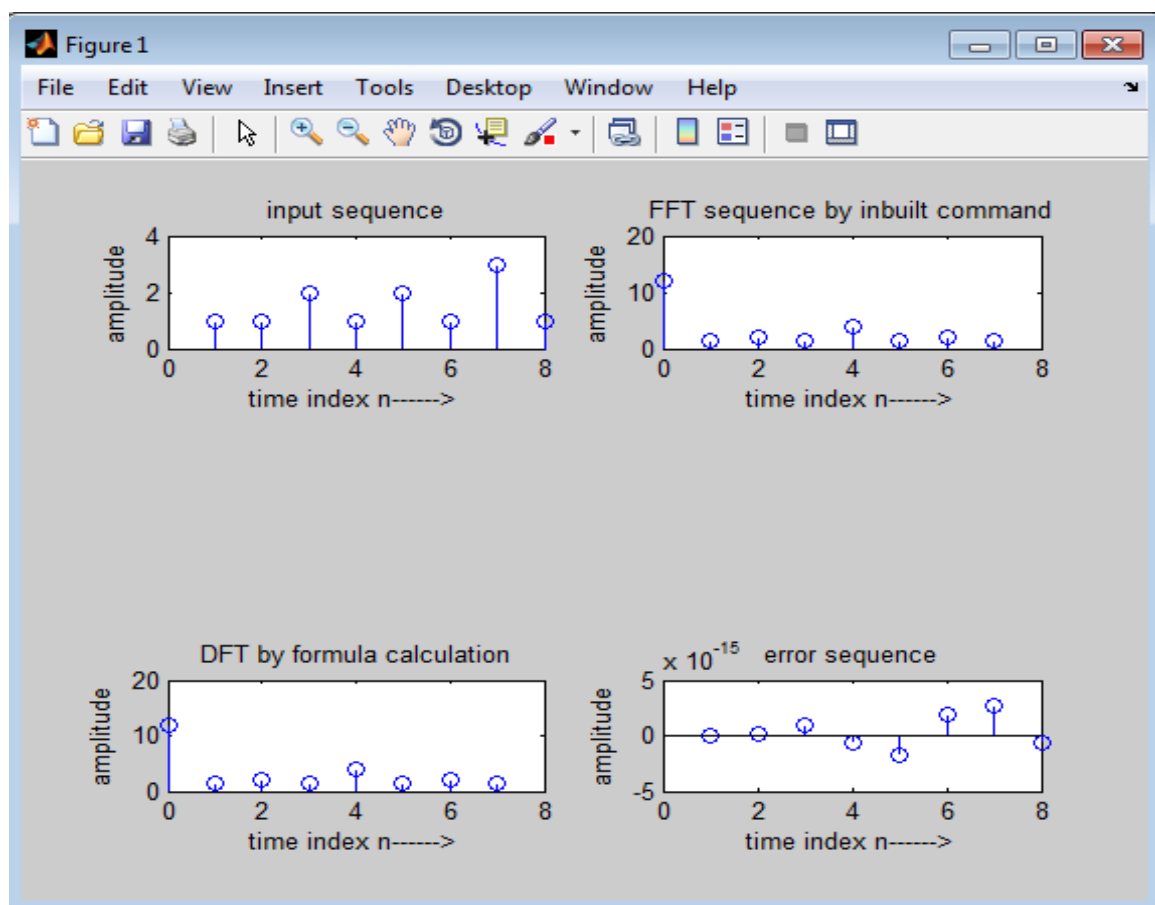 Figure 1
File Edit View Insert Tools Desktop Window Help
input sequence
amplitude
4
2
0
0 2 4 6 8
time index n------>
FFT sequence by inbuilt command
amplitude
20
10
0
0 2 4 6 8
time index n------>
DFT by formula calculation
amplitude
20
10
0
0 2 4 6 8
time index n------>
x 10^-15 error sequence
amplitude
5
0
-5
0 2 4 6 8
time index n------>